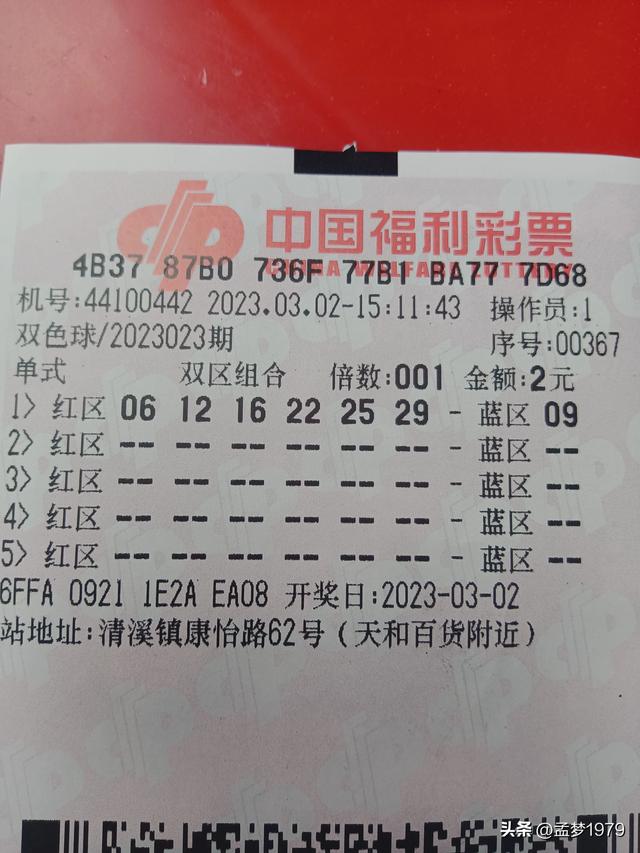 中国福利彩票
CHINA WELFARE LOTTERY
4B37 87B0 736F 77B1 BA77 7D68
机号:44100442 2023.03.02-15:11:43 操作员:1
双色球/2023023期 序号:00367
单式 双区组合 倍数:001 金额:2元
1> 红区 06 12 16 22 25 29 - 蓝区 09
2> 红区 -- -- -- -- -- -- - 蓝区 --
3> 红区 -- -- -- -- -- -- - 蓝区 --
4> 红区 -- -- -- -- -- -- - 蓝区 --
5> 红区 -- -- -- -- -- -- - 蓝区 --
6FFA 0921 1E2A EA08 开奖日:2023-03-02
站地址:清溪镇康怡路62号（天和百货附近）
头条 @孟梦1979